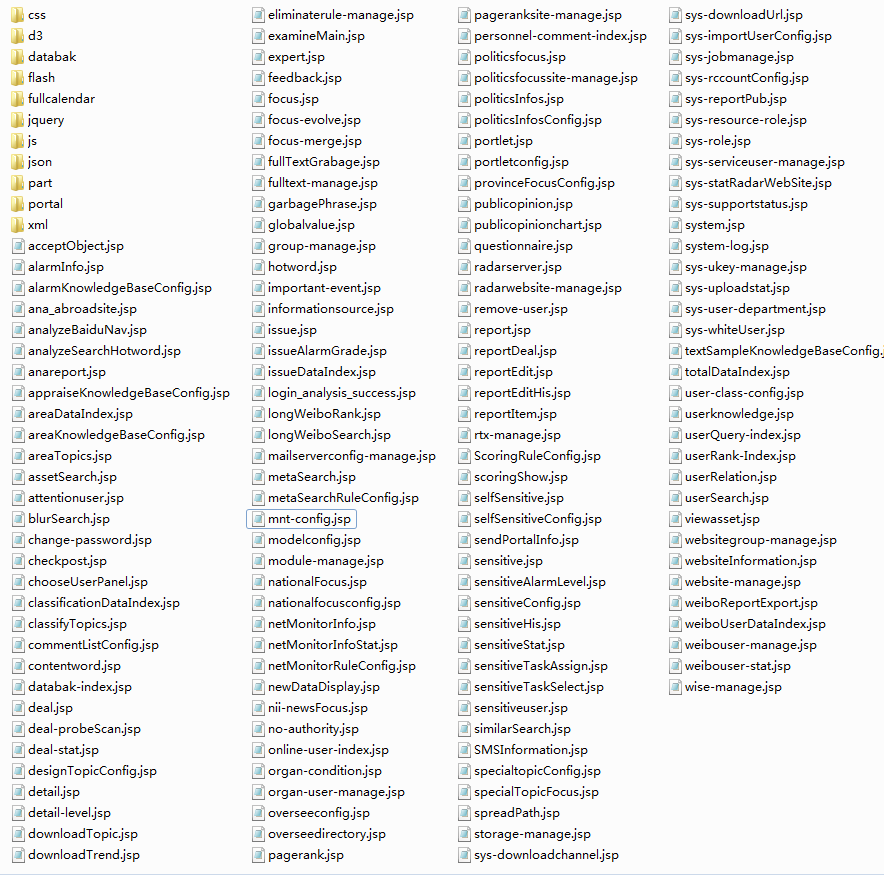 css
d3
databak
flash
fullcalendar
jquery
js
json
part
portal
xml
acceptObject.jsp
alarmInfo.jsp
alarmKnowledgeBaseConfig.jsp
ana_abroadsite.jsp
analyzeBaiduNav.jsp
analyzeSearchHotword.jsp
anareport.jsp
appraiseKnowledgeBaseConfig.jsp
areaDataIndex.jsp
areaKnowledgeBaseConfig.jsp
areaTopics.jsp
assetSearch.jsp
attentionuser.jsp
blurSearch.jsp
change-password.jsp
checkpost.jsp
chooseUserPanel.jsp
classificationDataIndex.jsp
classifyTopics.jsp
commentListConfig.jsp
contentword.jsp
databak-index.jsp
deal.jsp
deal-probeScan.jsp
deal-stat.jsp
designTopicConfig.jsp
detail.jsp
detail-level.jsp
downloadTopic.jsp
downloadTrend.jsp
eliminaterule-manage.jsp
examineMain.jsp
expert.jsp
feedback.jsp
focus.jsp
focus-evolve.jsp
focus-merge.jsp
fullTextGrabage.jsp
fulltext-manage.jsp
garbagePhrase.jsp
globalvalue.jsp
group-manage.jsp
hotword.jsp
important-event.jsp
informationsource.jsp
issue.jsp
issueAlarmGrade.jsp
issueDataIndex.jsp
login_analysis_success.jsp
longWeiboRank.jsp
longWeiboSearch.jsp
mailserverconfig-manage.jsp
metaSearch.jsp
metaSearchRuleConfig.jsp
mnt-config.jsp
modelconfig.jsp
module-manage.jsp
nationalFocus.jsp
nationalfocusconfig.jsp
netMonitorInfo.jsp
netMonitorInfoStat.jsp
netMonitorRuleConfig.jsp
newDataDisplay.jsp
nii-newsFocus.jsp
no-authority.jsp
online-user-index.jsp
organ-condition.jsp
organ-user-manage.jsp
overseeconfig.jsp
overseedirectory.jsp
pagerank.jsp
pageranksite-manage.jsp
personnel-comment-index.jsp
politicsfocus.jsp
politicsfocussite-manage.jsp
politicsInfos.jsp
politicsInfosConfig.jsp
portlet.jsp
portletconfig.jsp
provinceFocusConfig.jsp
publicopinion.jsp
publicopinionchart.jsp
questionnaire.jsp
radarserver.jsp
radarwebsite-manage.jsp
remove-user.jsp
report.jsp
reportDeal.jsp
reportEdit.jsp
reportEditHis.jsp
reportItem.jsp
rtx-manage.jsp
ScoringRuleConfig.jsp
scoringShow.jsp
selfSensitive.jsp
selfSensitiveConfig.jsp
sendPortalInfo.jsp
sensitive.jsp
sensitiveAlarmLevel.jsp
sensitiveConfig.jsp
sensitiveHis.jsp
sensitiveStat.jsp
sensitiveTaskAssign.jsp
sensitiveTaskSelect.jsp
sensitiveuser.jsp
similarSearch.jsp
SMSInformation.jsp
specialtopicConfig.jsp
specialTopicFocus.jsp
spreadPath.jsp
storage-manage.jsp
sys-downloadchannel.jsp
sys-downloadUrl.jsp
sys-importUserConfig.jsp
sys-jobmanage.jsp
sys-rccountConfig.jsp
sys-reportPub.jsp
sys-resource-role.jsp
sys-role.jsp
sys-serviceuser-manage.jsp
sys-statRadarWebSite.jsp
sys-supportstatus.jsp
system.jsp
system-log.jsp
sys-ukey-manage.jsp
sys-uploadstat.jsp
sys-user-department.jsp
sys-whiteUser.jsp
textSampleKnowledgeBaseConfig.j
totalDataIndex.jsp
user-class-config.jsp
userknowledge.jsp
userQuery-index.jsp
userRank-Index.jsp
userRelation.jsp
userSearch.jsp
viewasset.jsp
websitegroup-manage.jsp
websiteInformation.jsp
website-manage.jsp
weiboReportExport.jsp
weiboUserDataIndex.jsp
weibouser-manage.jsp
weibouser-stat.jsp
wise-manage.jsp